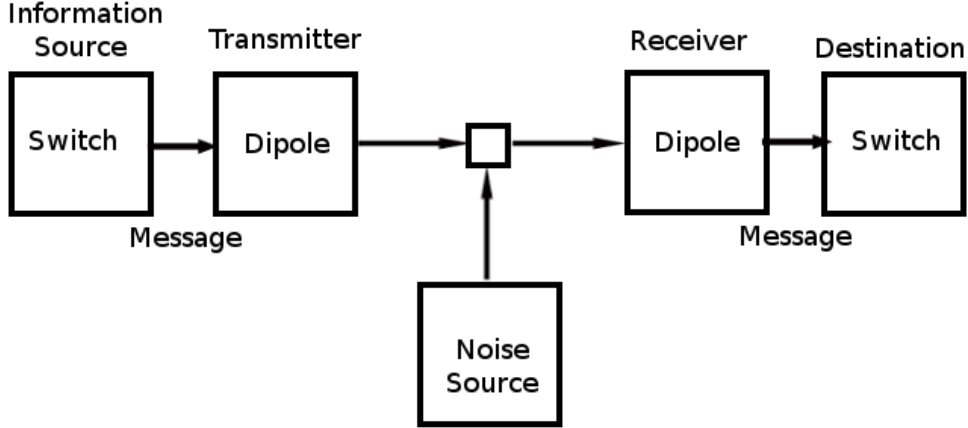 Information
Source
Transmitter
Receiver
Destination
Switch
Dipole
Dipole
Switch
Message
Message
Noise
Source